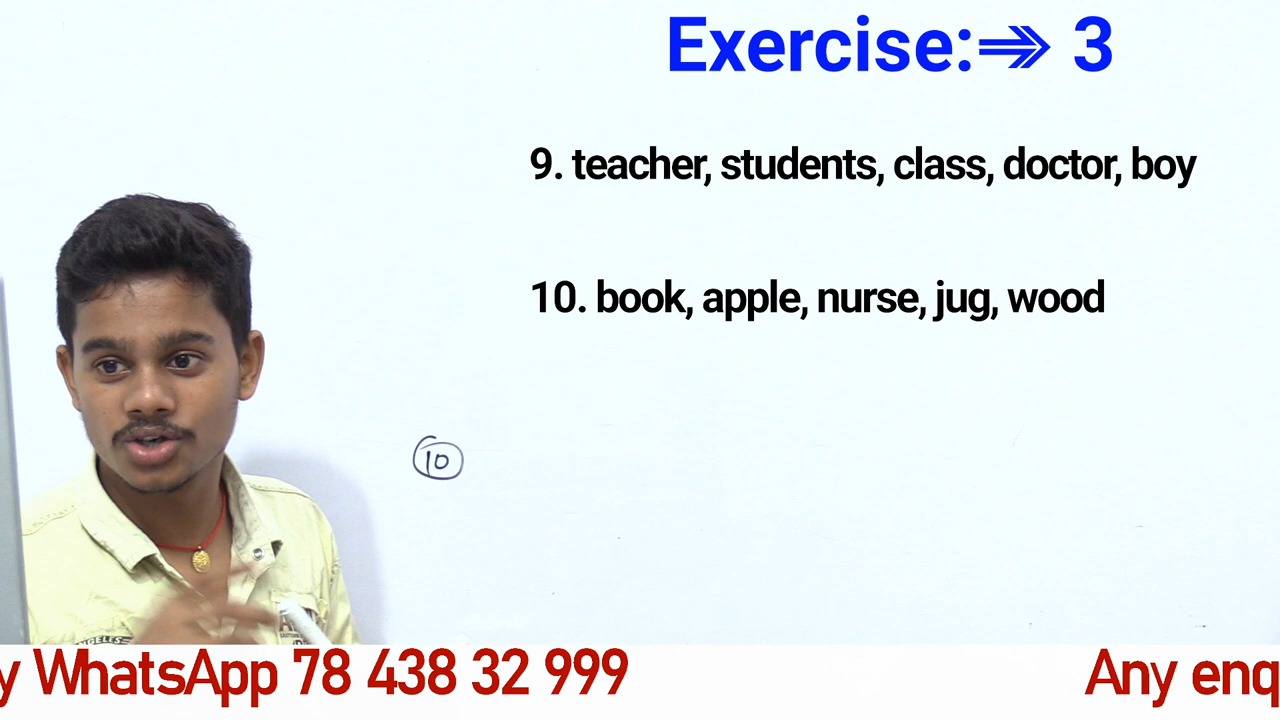 Exercise:⇛ 3
9. teacher, students, class, doctor, boy
10. book, apple, nurse, jug, wood
10
y WhatsApp 78 438 32 999
Any enq